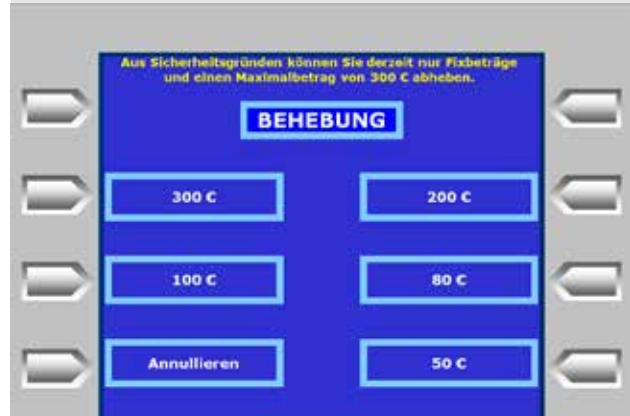 Aus Sicherheitsgründen können Sie derzeit nur Fixbeträge
und einen Maximalbetrag von 300 € abheben.
BEHEBUNG
300 €
200 €
100 €
80 €
Annullieren
50 €